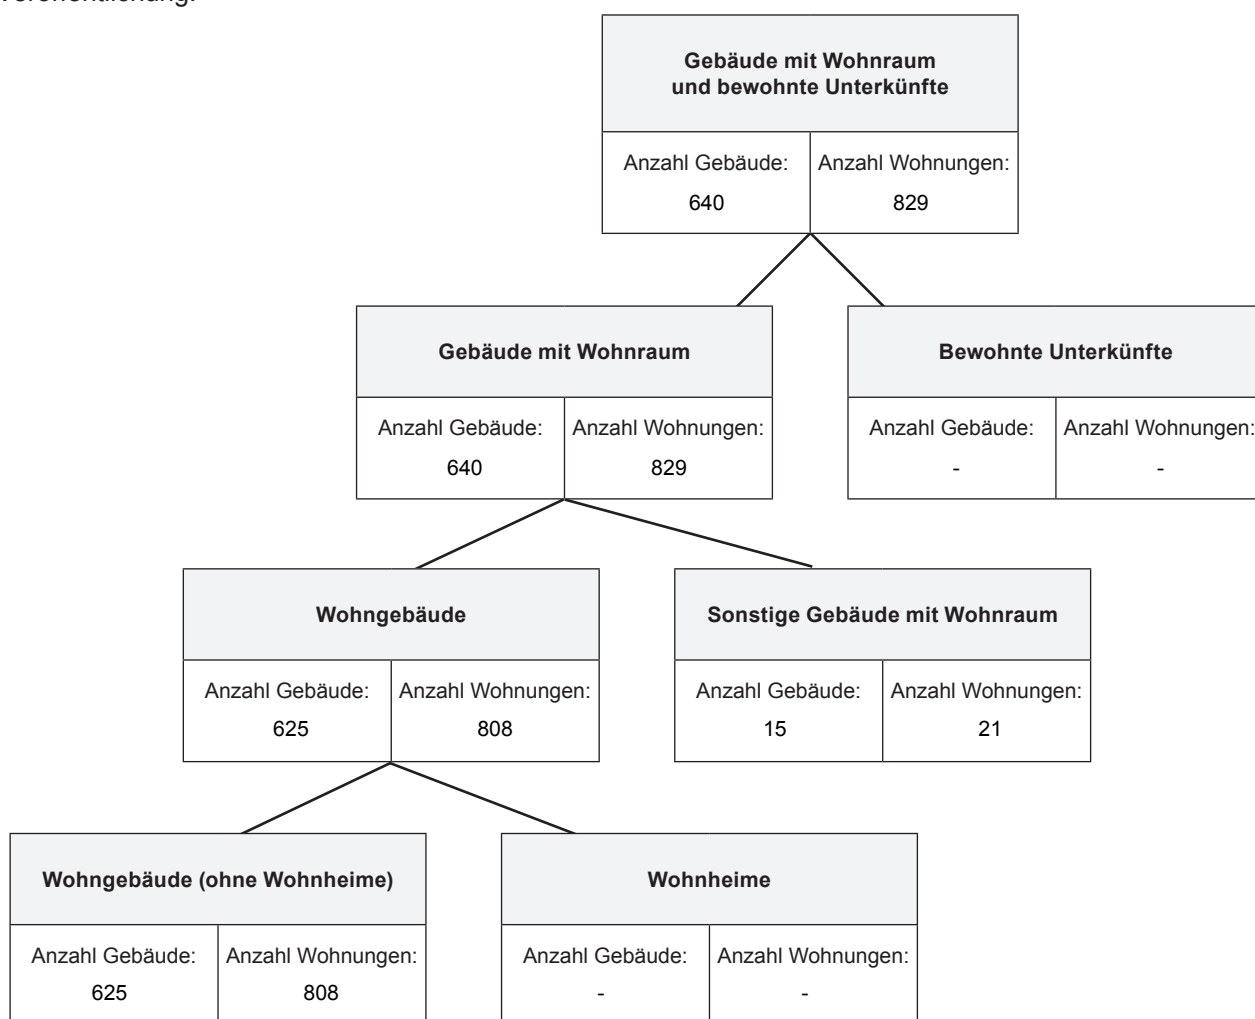 Veröffentlichung.
Gebäude mit Wohnraum
und bewohnte Unterkünfte
Anzahl Gebäude: Anzahl Wohnungen:
640 829
Gebäude mit Wohnraum Bewohnte Unterkünfte
Anzahl Gebäude: Anzahl Wohnungen: Anzahl Gebäude: Anzahl Wohnungen:
640 829 - -
Wohngebäude Sonstige Gebäude mit Wohnraum
Anzahl Gebäude: Anzahl Wohnungen: Anzahl Gebäude: Anzahl Wohnungen:
625 808 15 21
Wohngebäude (ohne Wohnheime) Wohnheime
Anzahl Gebäude: Anzahl Wohnungen: Anzahl Gebäude: Anzahl Wohnungen:
625 808 - -